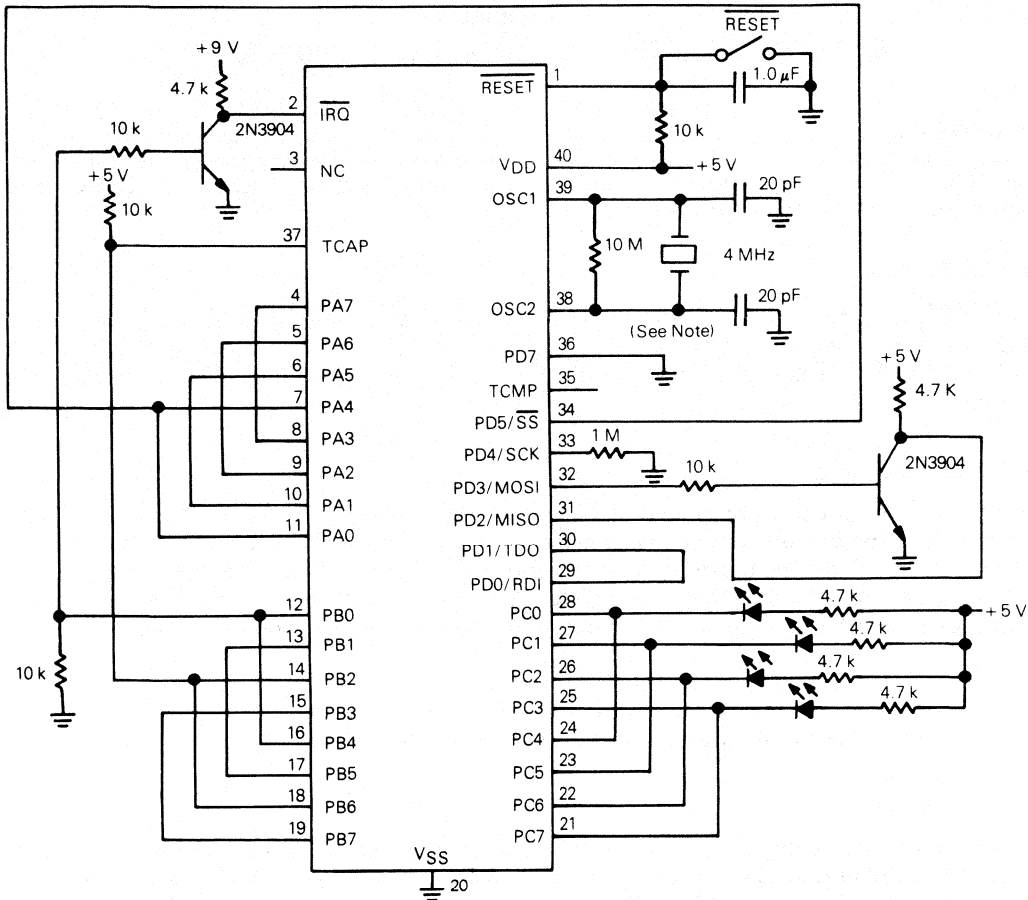 RESET
+9 V
4.7 k
2
IRQ
2N3904
10 k
3
NC
+5 V
10 k
37
TCAP
4
PA7
5
PA6
6
PA5
7
PA4
8
PA3
9
PA2
10
PA1
11
PA0
12
PB0
13
PB1
10 k
14
PB2
15
PB3
16
PB4
17
PB5
18
PB6
19
PB7
VSS
20
RESET
1
1.0 µF
10 k
VDD
40
+5 V
OSC1
39
20 pF
10 M
4 MHz
OSC2
38
20 pF
(See Note)
PD7
36
TCMP
35
+5 V
4.7 K
PD5/SS
34
PD4/SCK
33
1 M
2N3904
PD3/MOSI
32
10 k
PD2/MISO
31
PD1/TDO
30
PD0/RDI
29
PC0
28
4.7 k
+5 V
PC1
27
4.7 k
PC2
26
4.7 k
PC3
25
4.7 k
PC4
24
PC5
23
PC6
22
PC7
21